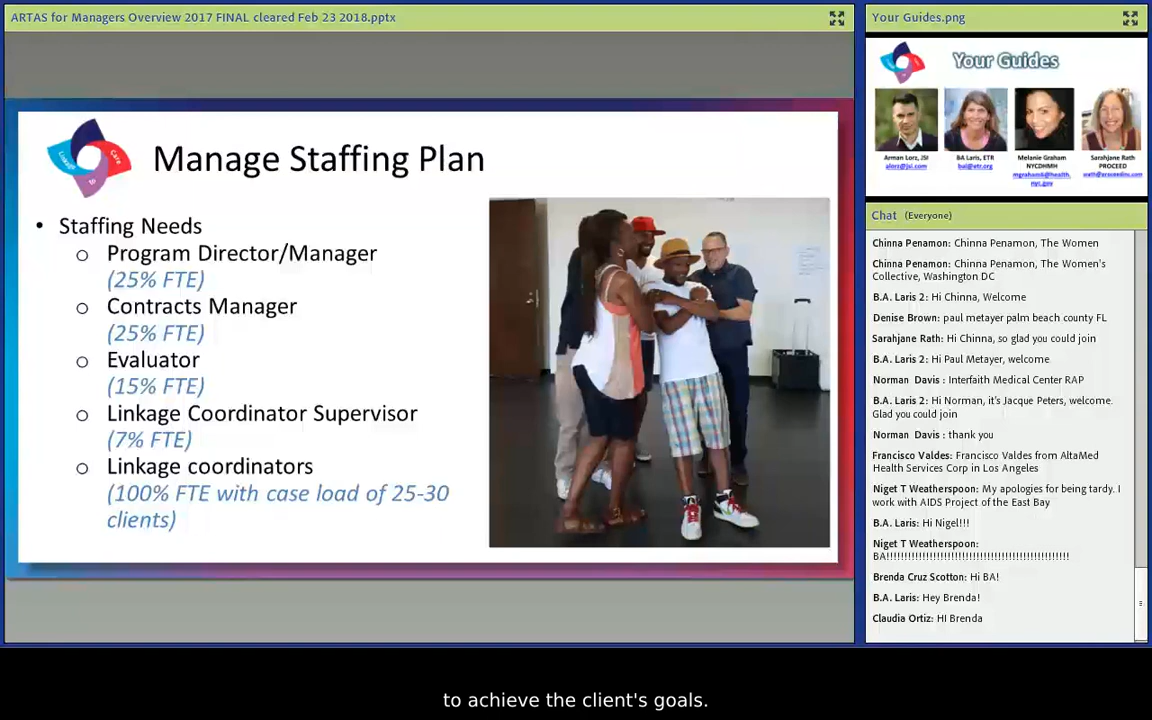 ARTAS for Managers Overview 2017 FINAL cleared Feb 23 2018.pptx
Manage Staffing Plan
Linkage
Care
to
• Staffing Needs
o Program Director/Manager
(25% FTE)
o Contracts Manager
(25% FTE)
o Evaluator
(15% FTE)
o Linkage Coordinator Supervisor
(7% FTE)
o Linkage coordinators
(100% FTE with case load of 25-30
clients)
Your Guides.png
Your Guides
Arman Lorz, JSI
alorz@jsi.com
BA Laris, ETR
bal@etr.org
Melanie Graham
NYCDHMH
mgraham6@health.
nyc.gov
Sarahjane Rath
PROCEED
Chat (Everyone)
Chinna Penamon: Chinna Penamon, The Women
Chinna Penamon: Chinna Penamon, The Women's
Collective, Washington DC
B.A. Laris 2: Hi Chinna, Welcome
Denise Brown: paul metayer palm beach county FL
Sarahjane Rath: Hi Chinna, so glad you could join
B.A. Laris 2: Hi Paul Metayer, welcome
Norman Davis : Interfaith Medical Center RAP
B.A. Laris 2: Hi Norman, it's Jacque Peters, welcome.
Glad you could join
Norman Davis : thank you
Francisco Valdes: Francisco Valdes from AltaMed
Health Services Corp in Los Angeles
Niget T Weatherspoon: My apologies for being tardy. I
work with AIDS Project of the East Bay
B.A. Laris: Hi Nigel!!!
Niget T Weatherspoon:
BA!!!!!!!!!!!!!!!!!!!!!!!!!!!!!!!!!!!!!!!!!!!!!!!!!!!
Brenda Cruz Scotton: Hi BA!
B.A. Laris: Hey Brenda!
Claudia Ortiz: HI Brenda
to achieve the client's goals.